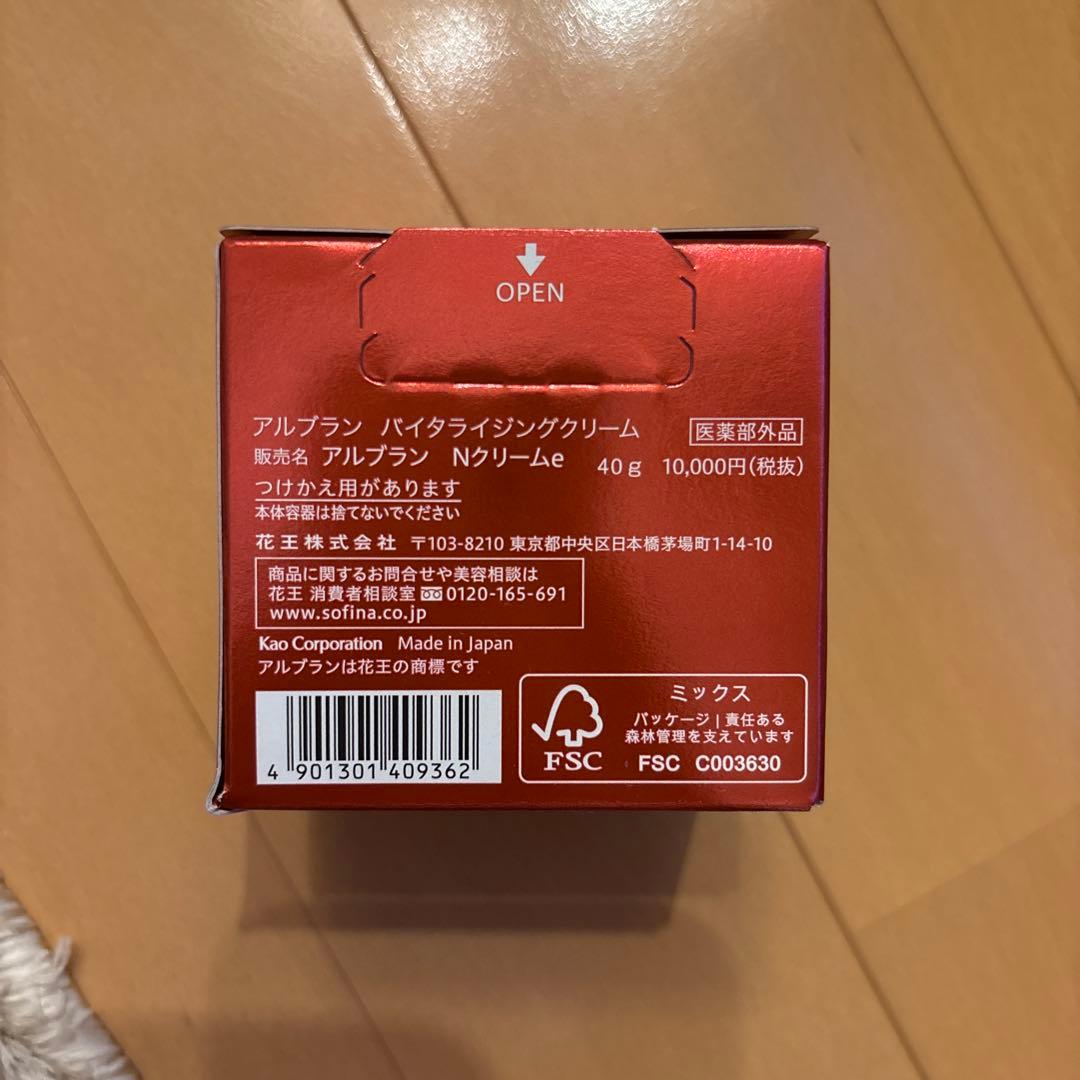 OPEN
アルブラン バイタライジングクリーム 医薬部外品
販売名 アルブラン Nクリームe 40g 10,000円(税抜)
つけかえ用があります
本体容器は捨てないでください
花王株式会社 〒103-8210 東京都中央区日本橋茅場町1-14-10
商品に関するお問合せや美容相談は
花王 消費者相談室 0120-165-691
www.sofina.co.jp
Kao Corporation Made in Japan
アルブランは花王の商標です
4 901301 409362
FSC
ミックス
パッケージ | 責任ある
森林管理を支えています
FSC C003630